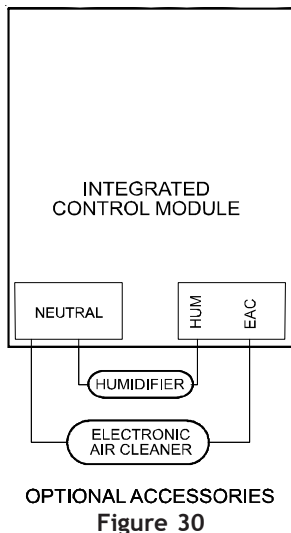 INTEGRATED
CONTROL MODULE
NEUTRAL
HUM
EAC
HUMIDIFIER
ELECTRONIC
AIR CLEANER
OPTIONAL ACCESSORIES
Figure 30